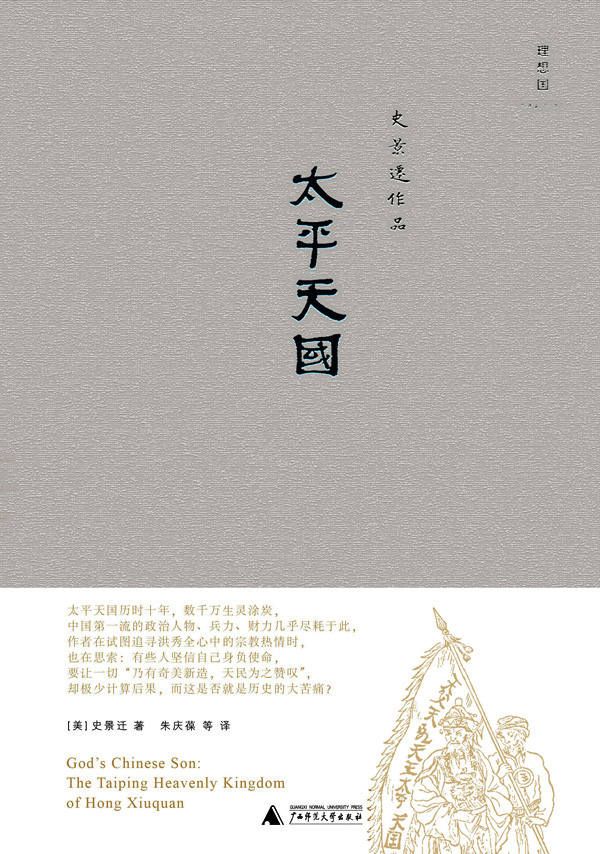 理想国
史景遷作品
太平天國
太平天国历时十年，数千万生灵涂炭，
中国第一流的政治人物、兵力、财力几乎尽耗于此，
作者在试图追寻洪秀全心中的宗教热情时，
也在思索：有些人坚信自己身负使命，
要让一切“乃有奇美新造，天民为之赞叹”，
却极少计算后果，而这是否就是历史的大苦痛？
[美] 史景迁 著 朱庆葆 等 译
God's Chinese Son:
The Taiping Heavenly Kingdom
of Hong Xiuquan
GUANGXI NORMAL UNIVERSITY PRESS
广西师范大学出版社